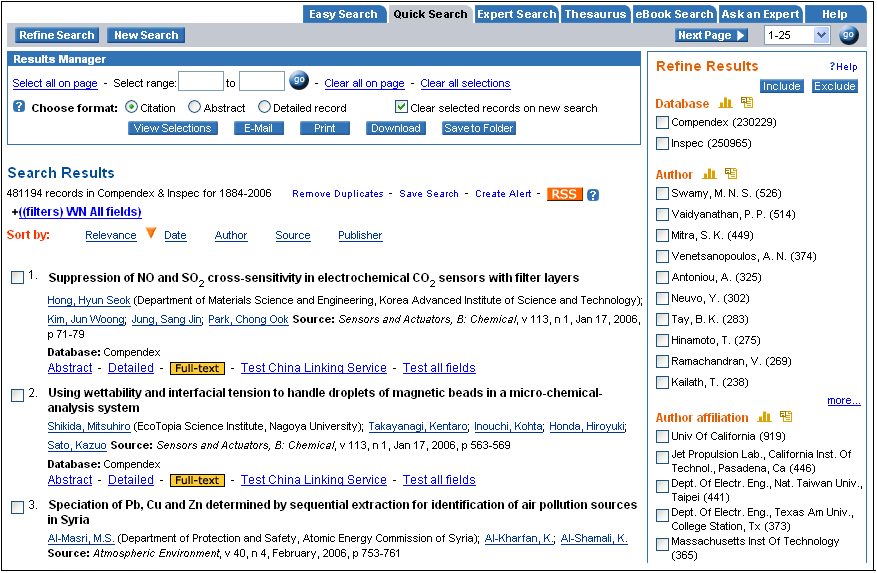 Easy Search Quick Search Expert Search Thesaurus eBook Search Ask an Expert Help
Refine Search New Search Next Page 1-25 go
Results Manager
Select all on page - Select range: to go - Clear all on page - Clear all selections
? Choose format: Citation Abstract Detailed record Clear selected records on new search
View Selections E-Mail Print Download Save to Folder
Search Results
481194 records in Compendex & Inspec for 1884-2006 Remove Duplicates - Save Search - Create Alert - RSS ?
+((filters) WN All fields)
Sort by: Relevance Date Author Source Publisher
1. Suppression of NO and SO2 cross-sensitivity in electrochemical CO2 sensors with filter layers
Hong, Hyun Seok (Department of Materials Science and Engineering, Korea Advanced Institute of Science and Technology);
Kim, Jun Woong; Jung, Sang Jin; Park, Chong Ook Source: Sensors and Actuators, B: Chemical, v 113, n 1, Jan 17, 2006,
p 71-79
Database: Compendex
Abstract - Detailed - Full-text - Test China Linking Service - Test all fields
2. Using wettability and interfacial tension to handle droplets of magnetic beads in a micro-chemical-
analysis system
Shikida, Mitsuhiro (EcoTopia Science Institute, Nagoya University); Takayanagi, Kentaro; Inouchi, Kohta; Honda, Hiroyuki;
Sato, Kazuo Source: Sensors and Actuators, B: Chemical, v 113, n 1, Jan 17, 2006, p 563-569
Database: Compendex
Abstract - Detailed - Full-text - Test China Linking Service - Test all fields
3. Speciation of Pb, Cu and Zn determined by sequential extraction for identification of air pollution sources
in Syria
Al-Masri, M.S. (Department of Protection and Safety, Atomic Energy Commission of Syria); Al-Kharfan, K.; Al-Shamali, K.
Source: Atmospheric Environment, v 40, n 4, February, 2006, p 753-761
Refine Results ?Help
Include Exclude
Database
Compendex (230229)
Inspec (250965)
Author
Swamy, M. N. S. (526)
Vaidyanathan, P. P. (514)
Mitra, S. K. (449)
Venetsanopoulos, A. N. (374)
Antoniou, A. (325)
Neuvo, Y. (302)
Tay, B. K. (283)
Hinamoto, T. (275)
Ramachandran, V. (269)
Kailath, T. (238)
more...
Author affiliation
Univ Of California (919)
Jet Propulsion Lab., California Inst. Of
Technol., Pasadena, Ca (446)
Dept. Of Electr. Eng., Nat. Taiwan Univ.,
Taipei (441)
Dept. Of Electr. Eng., Texas Am Univ.,
College Station, Tx (373)
Massachusetts Inst Of Technology
(365)